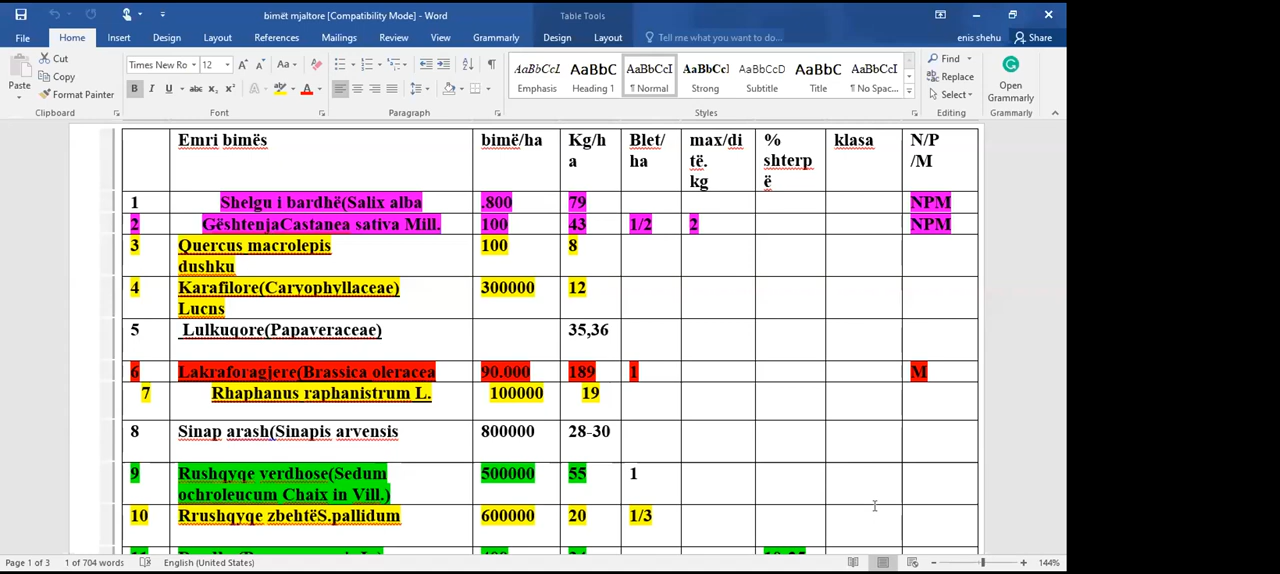 bimët mjaltore [Compatibility Mode] - Word
Table Tools
File Home Insert Design Layout References Mailings Review View Grammarly Design Layout Tell me what you want to do... enis shehu Share
Cut
Copy
Format Painter
Paste
Clipboard
Times New Ro 12
Font
Paragraph
AaBbCcL AaBbC AaBbCcI AaBbCcI AaBbCcD AaBbC AaBbCcI
Emphasis Heading 1 ¶ Normal Strong Subtitle Title ¶ No Spac...
Styles
Find
Replace
Select
Editing
Open
Grammarly
Grammarly
Emri bimës bimë/ha Kg/h Blet/ max/di % klasa N/P
a ha të. shterp /M
kg ë
1 Shelgu i bardhë(Salix alba .800 79 NPM
2 GështenjaCastanea sativa Mill. 100 43 1/2 2 NPM
3 Quercus macrolepis 100 8
dushku
4 Karafilore(Caryophyllaceae) 300000 12
Lucns
5 Lulkuqore(Papaveraceae) 35,36
6 Lakraforagjere(Brassica oleracea 90.000 189 1 M
7 Rhaphanus raphanistrum L. 100000 19
8 Sinap arash(Sinapis arvensis 800000 28-30
9 Rushqyqe verdhose(Sedum 500000 55 1
ochroleucum Chaix in Vill.)
10 Rrushqyqe zbehtëS.pallidum 600000 20 1/3
Page 1 of 3 1 of 704 words English (United States) 144%